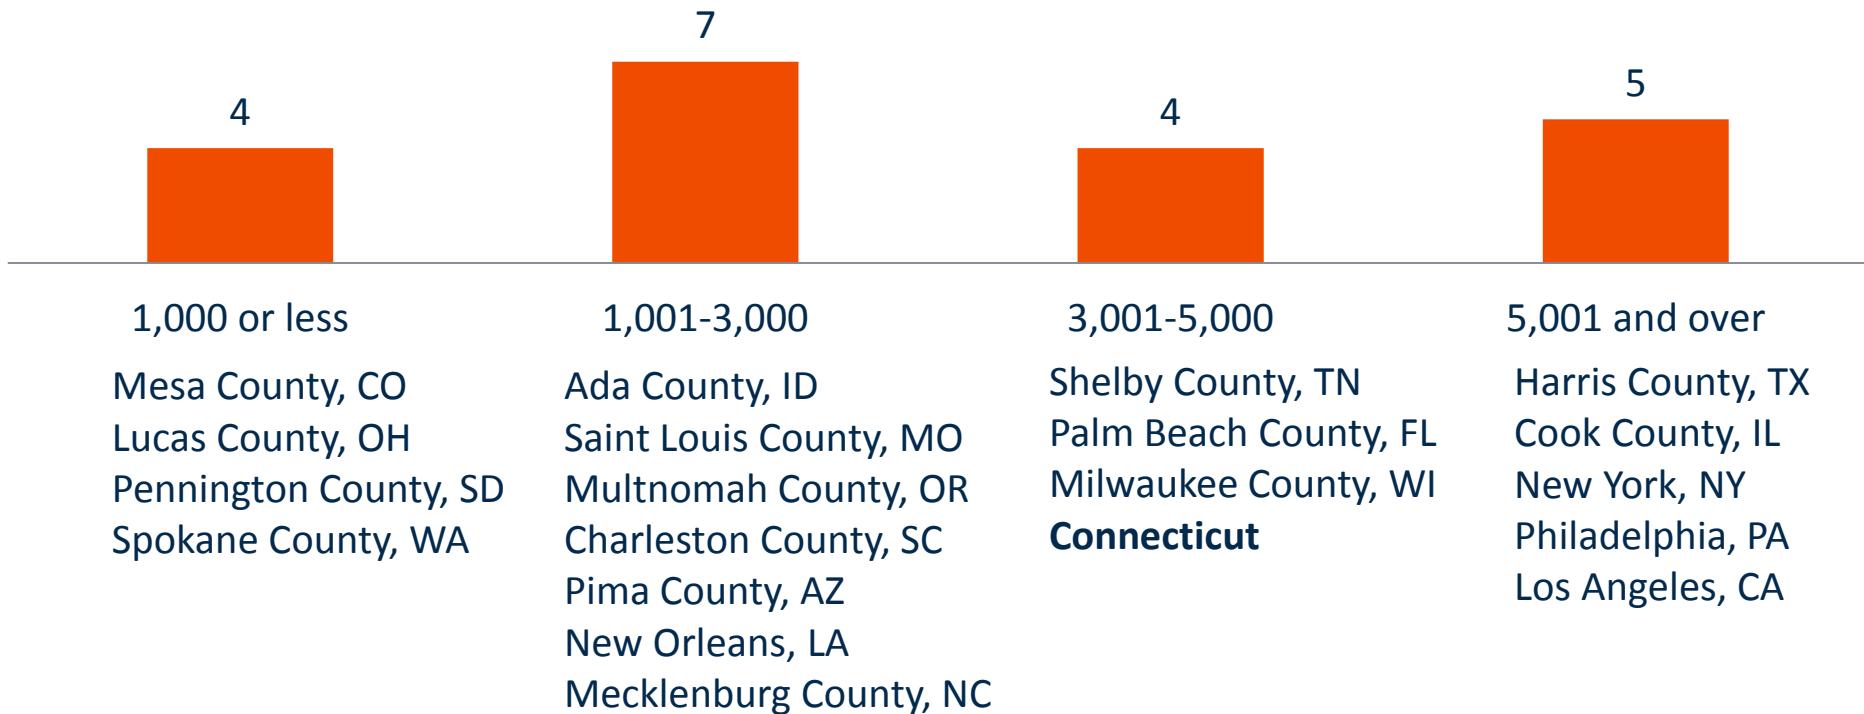 7
5
4
4
1,000 or less
1,001-3,000
3,001-5,000
5,001 and over
Mesa County, CO
Lucas County, OH
Pennington County, SD
Spokane County, WA
Ada County, ID
Saint Louis County, MO
Multnomah County, OR
Charleston County, SC
Pima County, AZ
New Orleans, LA
Mecklenburg County, NC
Shelby County, TN
Palm Beach County, FL
Milwaukee County, WI
Connecticut
Harris County, TX
Cook County, IL
New York, NY
Philadelphia, PA
Los Angeles, CA